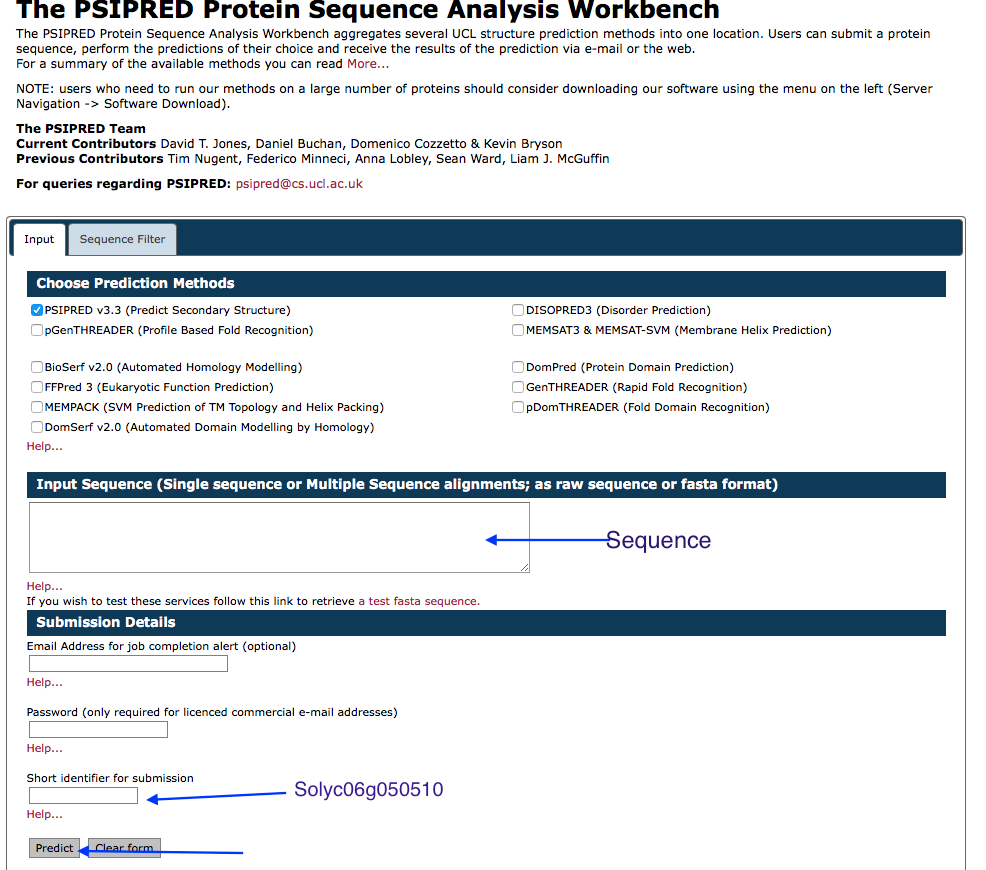 The PSIPRED Protein Sequence Analysis Workbench
The PSIPRED Protein Sequence Analysis Workbench aggregates several UCL structure prediction methods into one location. Users can submit a protein
sequence, perform the predictions of their choice and receive the results of the prediction via e-mail or the web.
For a summary of the available methods you can read More...
NOTE: users who need to run our methods on a large number of proteins should consider downloading our software using the menu on the left (Server
Navigation -> Software Download).
The PSIPRED Team
Current Contributors David T. Jones, Daniel Buchan, Domenico Cozzetto & Kevin Bryson
Previous Contributors Tim Nugent, Federico Minneci, Anna Lobley, Sean Ward, Liam J. McGuffin
For queries regarding PSIPRED: psipred@cs.ucl.ac.uk
Input Sequence Filter
Choose Prediction Methods
PSIPRED v3.3 (Predict Secondary Structure) DISOPRED3 (Disorder Prediction)
pGenTHREADER (Profile Based Fold Recognition) MEMSAT3 & MEMSAT-SVM (Membrane Helix Prediction)
BioSerf v2.0 (Automated Homology Modelling) DomPred (Protein Domain Prediction)
FFPred 3 (Eukaryotic Function Prediction) GenTHREADER (Rapid Fold Recognition)
MEMPACK (SVM Prediction of TM Topology and Helix Packing) pDomTHREADER (Fold Domain Recognition)
DomSerf v2.0 (Automated Domain Modelling by Homology)
Help...
Input Sequence (Single sequence or Multiple Sequence alignments; as raw sequence or fasta format)
Sequence
Help...
If you wish to test these services follow this link to retrieve a test fasta sequence.
Submission Details
Email Address for job completion alert (optional)
Help...
Password (only required for licenced commercial e-mail addresses)
Help...
Short identifier for submission
Solyc06g050510
Help...
Predict Clear form